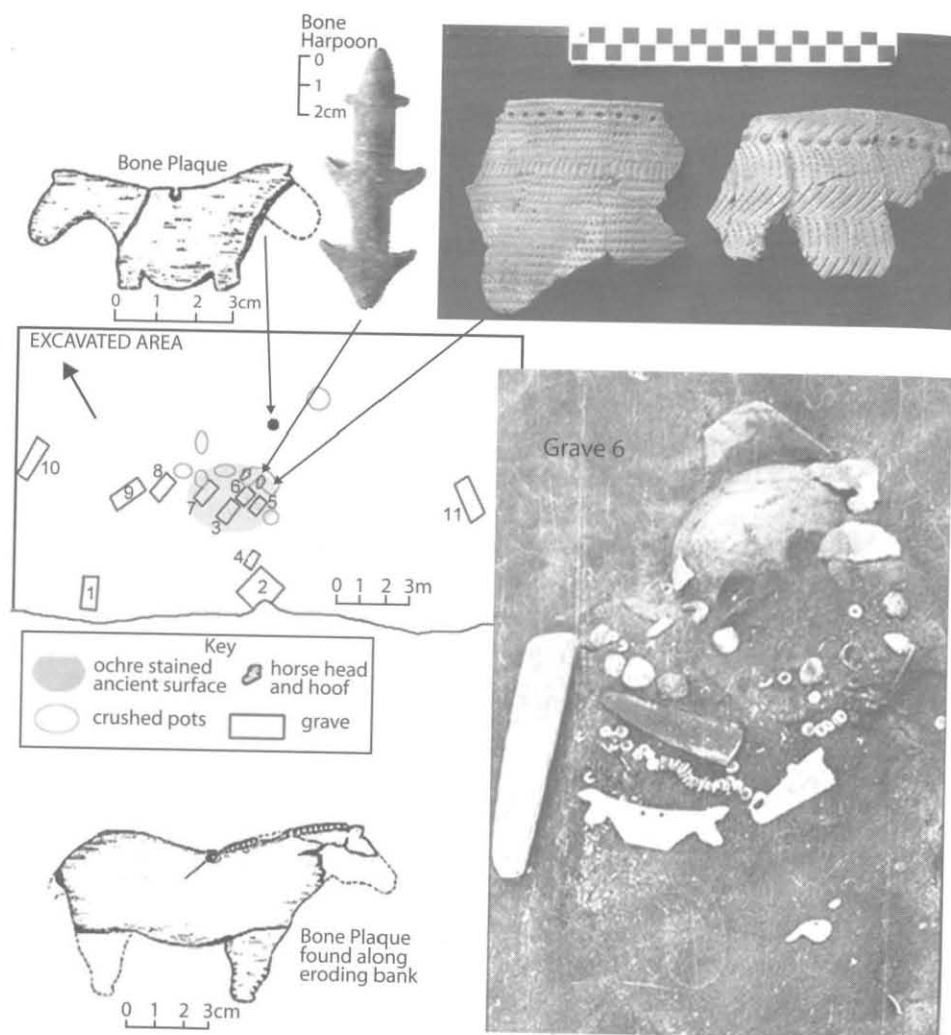 Bone
Harpoon
0
1
2cm
Bone Plaque
0 1 2 3cm
EXCAVATED AREA
10
9
8
7
6
5
3
4
11
1
2
0 1 2 3m
Key
ochre stained
ancient surface
horse head
and hoof
crushed pots
grave
Grave 6
Bone Plaque
found along
eroding bank
0 1 2 3cm